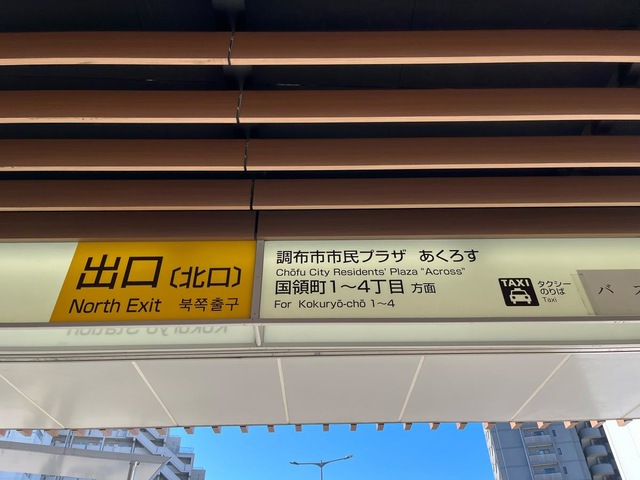 出口(北口)
North Exit 북쪽출구
調布市市民プラザ あくろす
Chōfu City Residents' Plaza "Across"
国領町1〜4丁目 方面
For Kokuryō-chō 1〜4
TAXI
タクシー
のりば
Taxi
バス